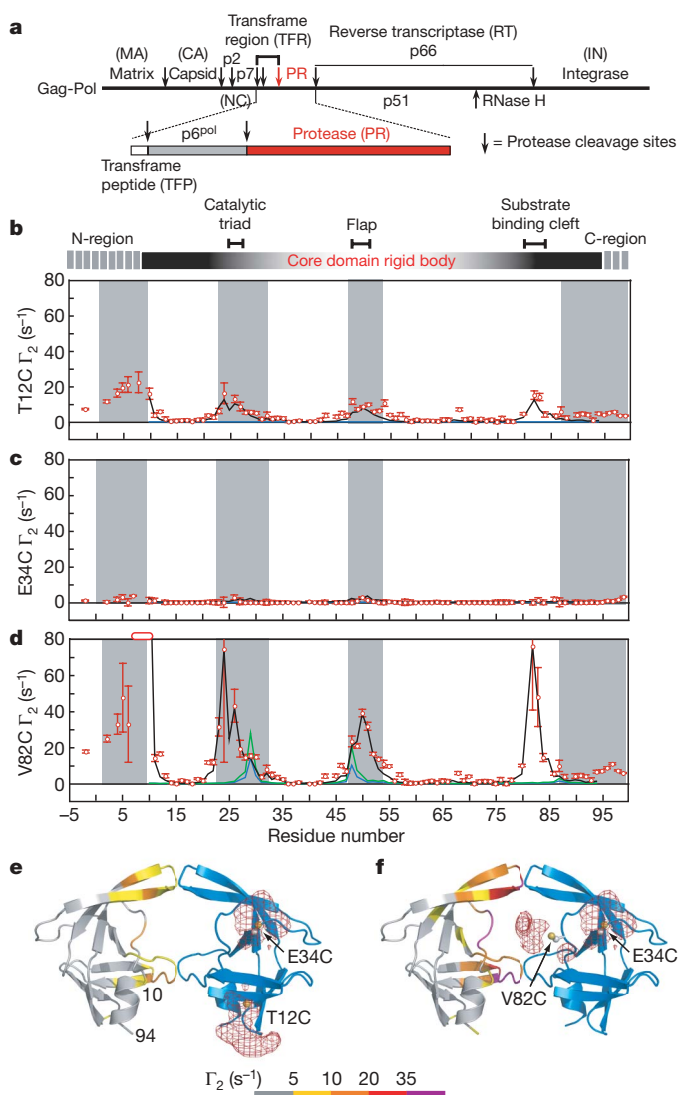 a
Transframe
region (TFR)
Reverse transcriptase (RT)
p66
(MA)
Matrix
(CA)
Capsid
p2
p7
PR
(IN)
Integrase
Gag-Pol
(NC)
p51
RNase H
p6pol
Protease (PR)
= Protease cleavage sites
Transframe
peptide (TFP)
b
N-region
Catalytic
triad
Flap
Substrate
binding cleft
C-region
Core domain rigid body
T12C Γ2 (s−1)
80
60
40
20
0
c
E34C Γ2 (s−1)
80
60
40
20
0
d
V82C Γ2 (s−1)
80
60
40
20
0
−5 5 15 25 35 45 55 65 75 85 95
Residue number
e
E34C
10
T12C
94
f
E34C
V82C
Γ2 (s−1) 5 10 20 35